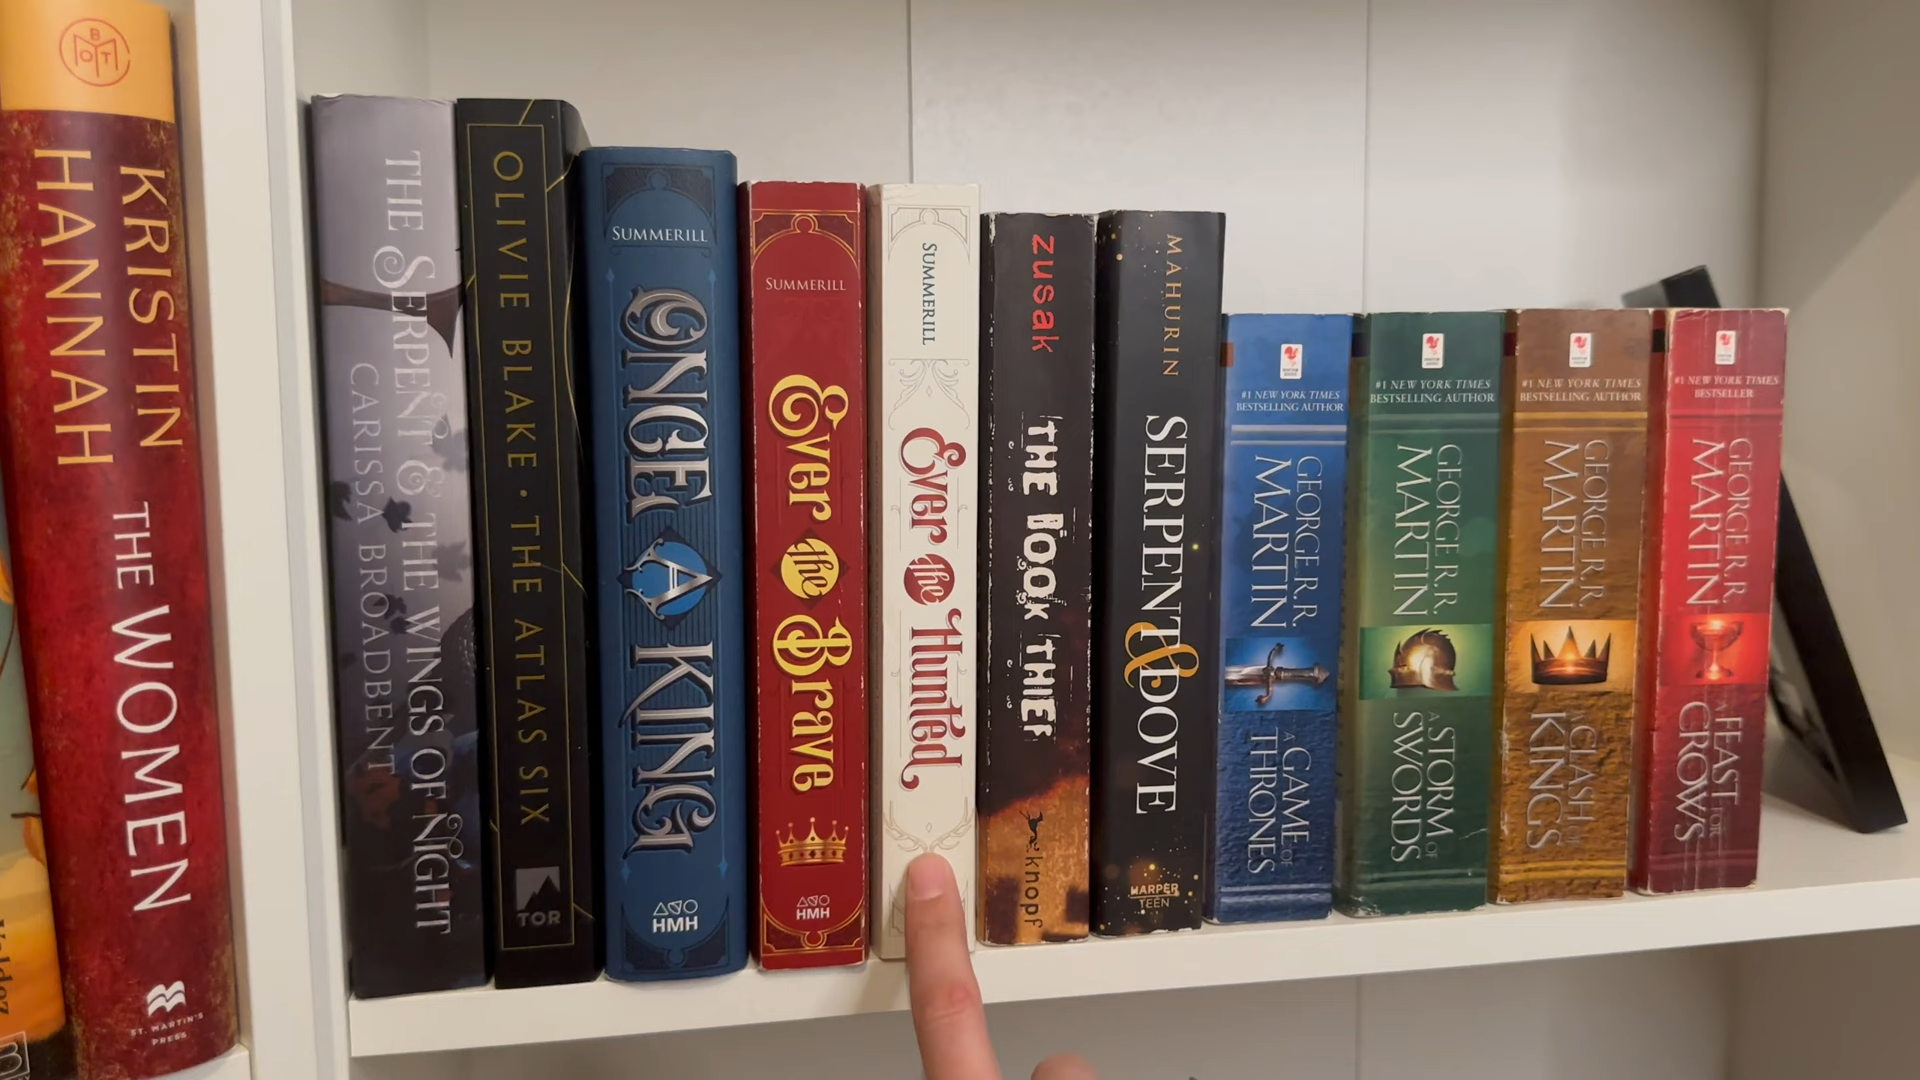 BOTM
KRISTIN
HANNAH
THE WOMEN
ST. MARTIN'S
PRESS
THE SERPENT & THE WINGS OF NIGHT
CARISSA BROADBENT
OLIVIE BLAKE · THE ATLAS SIX
TOR
SUMMERILL
ONCE A KING
HMH
SUMMERILL
Ever the Brave
HMH
SUMMERILL
Ever the Hunted
zusak
THE BOOK THIEF
knopf
MAHURIN
SERPENT & DOVE
HARPER
TEEN
#1 NEW YORK TIMES
BESTSELLING AUTHOR
GEORGE R.R.
MARTIN
A GAME OF
THRONES
#1 NEW YORK TIMES
BESTSELLING AUTHOR
GEORGE R.R.
MARTIN
A STORM OF
SWORDS
#1 NEW YORK TIMES
BESTSELLING AUTHOR
GEORGE R.R.
MARTIN
A CLASH OF
KINGS
#1 NEW YORK TIMES
BESTSELLER
GEORGE R.R.
MARTIN
A FEAST FOR
CROWS